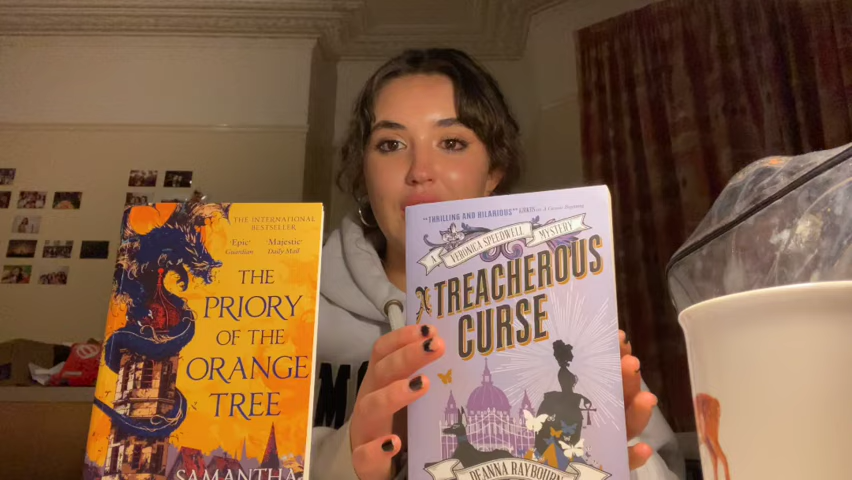 THE INTERNATIONAL
BESTSELLER
Epic
Guardian
Majestic
Daily Mail
THE
PRIORY
OF THE
ORANGE
TREE
SAMANTHA
"THRILLING AND HILARIOUS"
A
VERONICA SPEEDWELL
MYSTERY
A TREACHEROUS
CURSE
DEANNA RAYBOURN